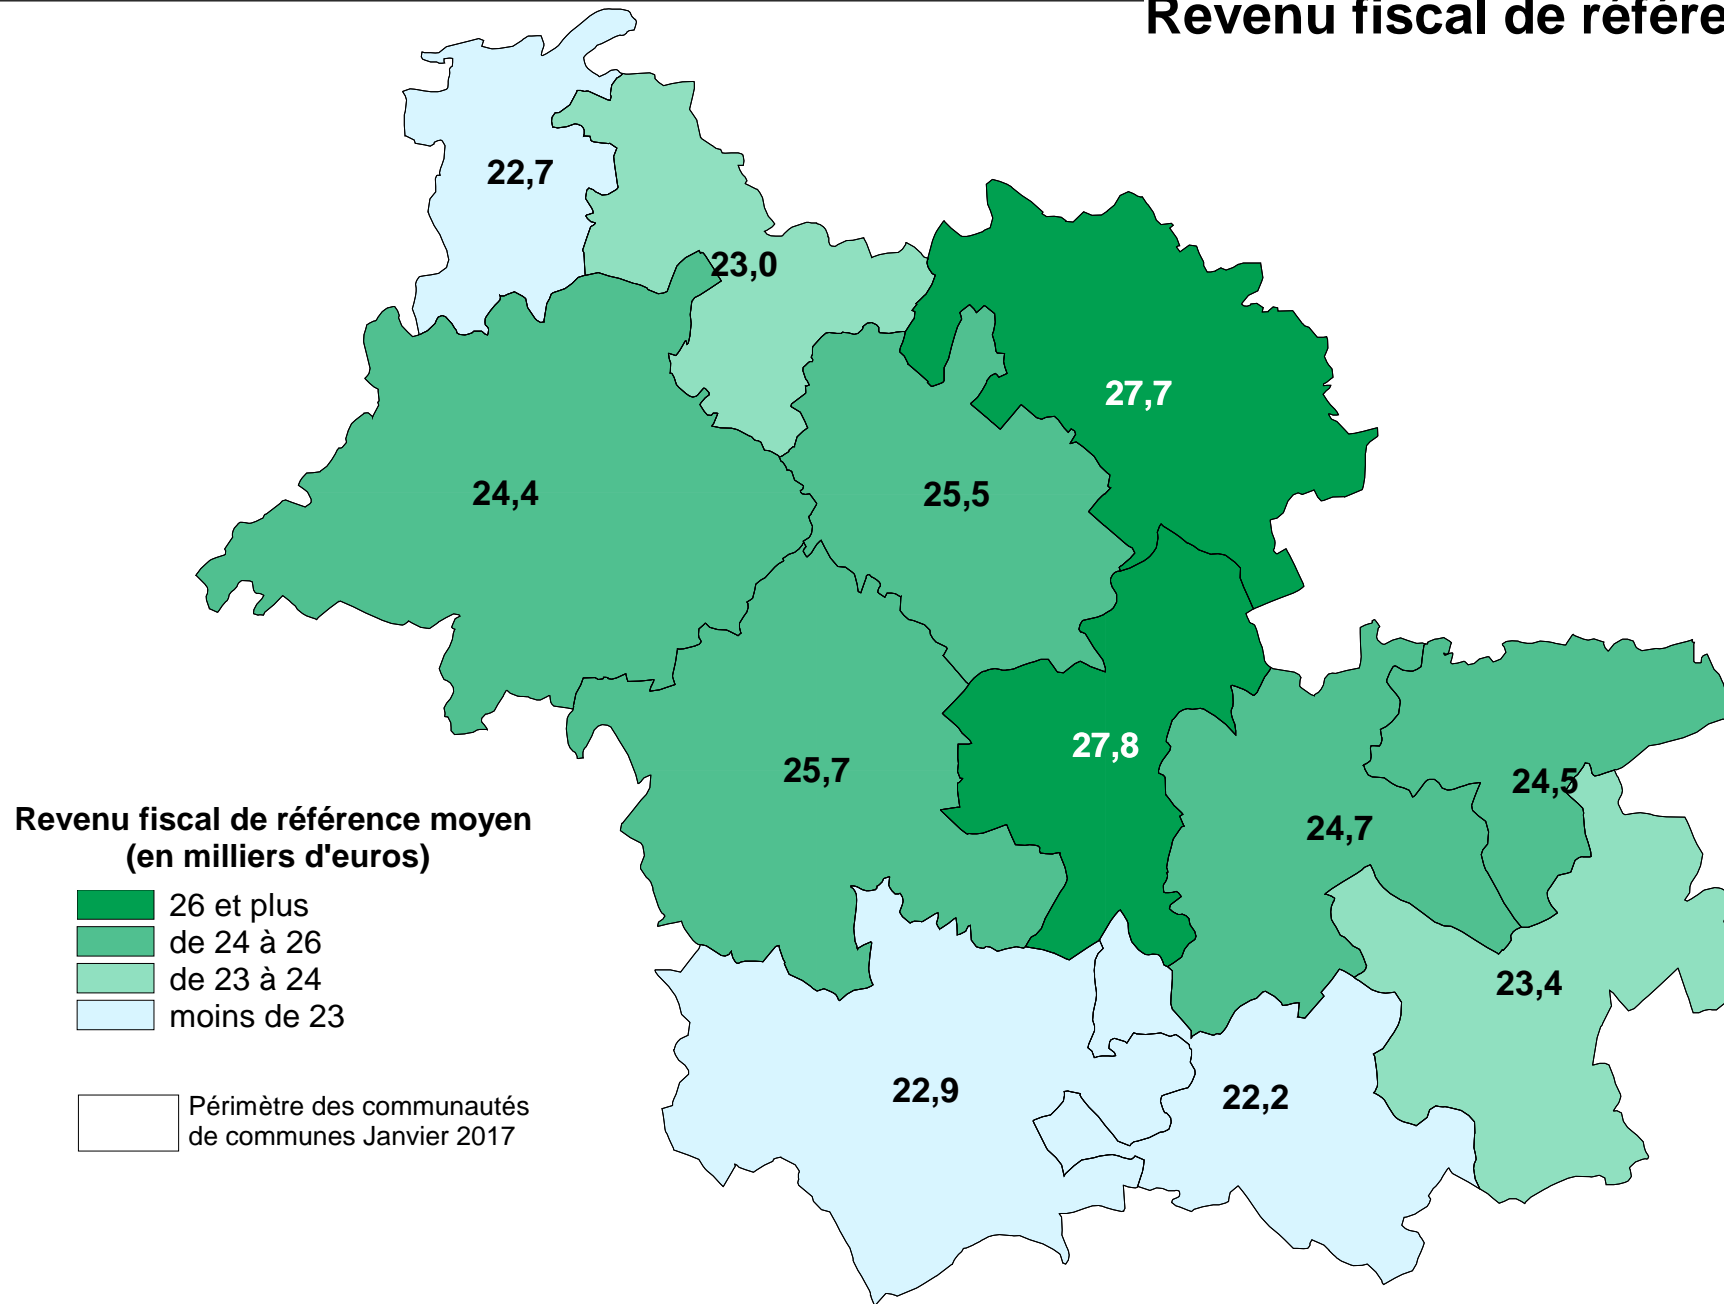 Revenu fiscal de référe
22,7
23,0
27,7
24,4
25,5
27,8
25,7
24,5
24,7
Revenu fiscal de référence moyen
(en milliers d'euros)
26 et plus
de 24 à 26
de 23 à 24
moins de 23
23,4
22,9
22,2
Périmètre des communautés
de communes Janvier 2017